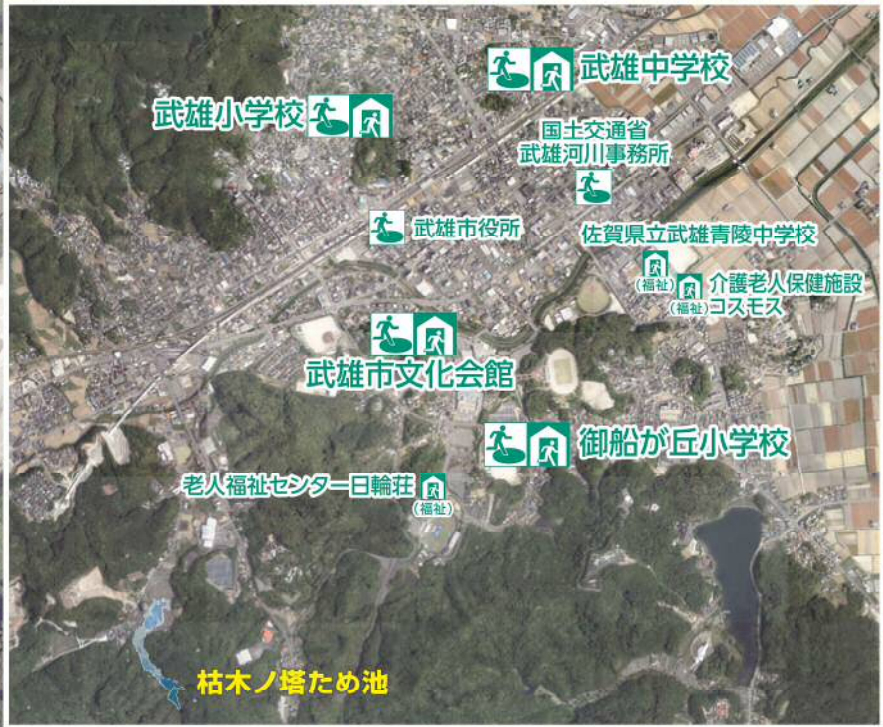 武雄中学校
武雄小学校
国土交通省
武雄河川事務所
武雄市役所
佐賀県立武雄青陵中学校
(福祉)
介護老人保健施設
(福祉)コスモス
武雄市文化会館
御船が丘小学校
老人福祉センター日輪荘
(福祉)
枯木ノ塔ため池